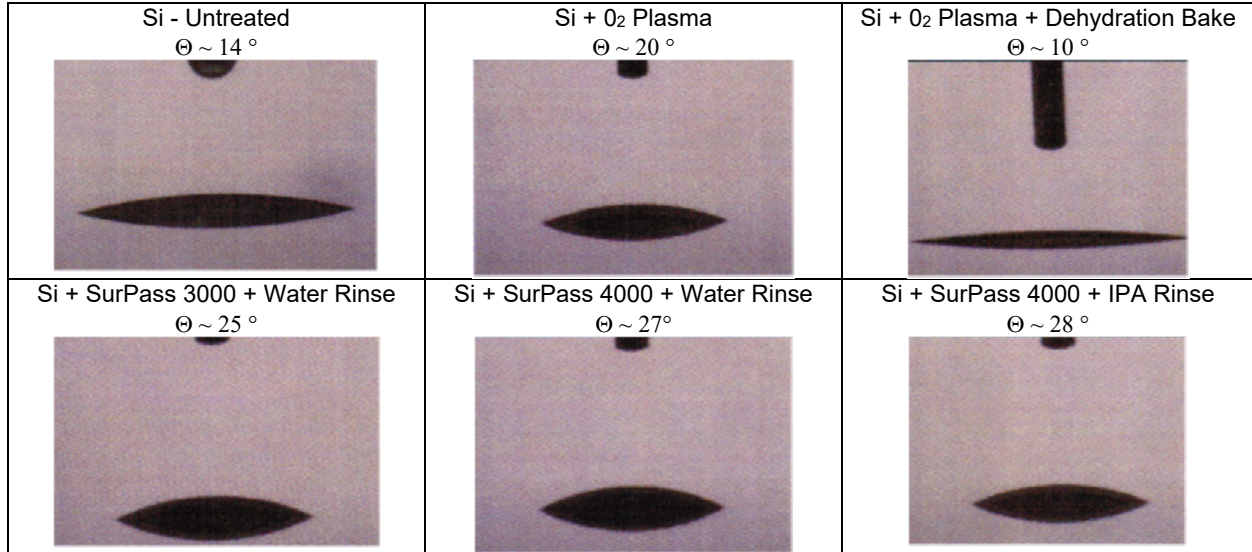 Si - Untreated
Θ ~ 14 °
Si + 0₂ Plasma
Θ ~ 20 °
Si + 0₂ Plasma + Dehydration Bake
Θ ~ 10 °
Si + SurPass 3000 + Water Rinse
Θ ~ 25 °
Si + SurPass 4000 + Water Rinse
Θ ~ 27°
Si + SurPass 4000 + IPA Rinse
Θ ~ 28 °